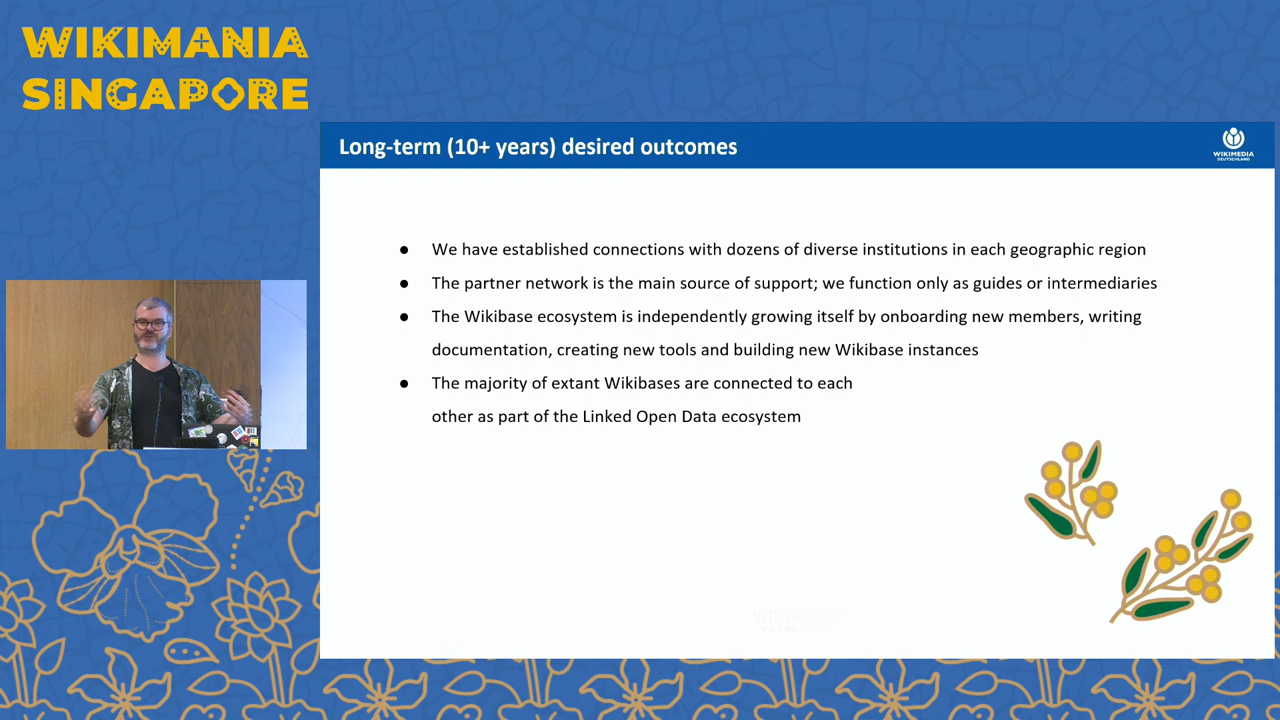 WIKIMANIA
SINGAPORE
Long-term (10+ years) desired outcomes
WIKIMEDIA
DEUTSCHLAND
● We have established connections with dozens of diverse institutions in each geographic region
● The partner network is the main source of support; we function only as guides or intermediaries
● The Wikibase ecosystem is independently growing itself by onboarding new members, writing
documentation, creating new tools and building new Wikibase instances
● The majority of extant Wikibases are connected to each
other as part of the Linked Open Data ecosystem